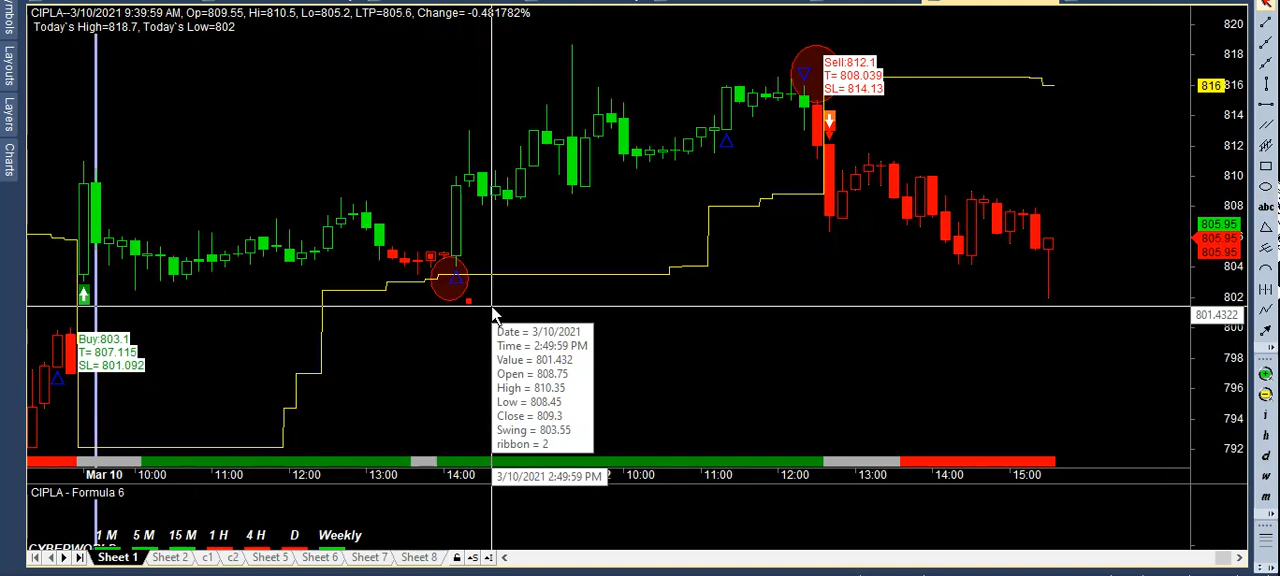 CIPLA--3/10/2021 9:39:59 AM, Op=809.55, Hi=810.5, Lo=805.2, LTP=805.6, Change= -0.481782%
Today`s High=818.7, Today`s Low=802
Layouts
Layers
Charts
Sell:812.1
T= 808.039
SL= 814.13
Buy:803.1
T= 807.115
SL= 801.092
Date = 3/10/2021
Time = 2:49:59 PM
Value = 801.432
Open = 808.75
High = 810.35
Low = 808.45
Close = 809.3
Swing = 803.55
ribbon = 2
820
818
816 816
814
812
810
808
805.95
805.95
805.95
804
802
801.4322
800
798
796
794
792
Mar 10 10:00 11:00 12:00 13:00 14:00 3/10/2021 2:49:59 PM 10:00 11:00 12:00 13:00 14:00 15:00
CIPLA - Formula 6
1 M 5 M 15 M 1 H 4 H D Weekly
Sheet 1 Sheet 2 c1 c2 Sheet 5 Sheet 6 Sheet 7 Sheet 8
abc
i
h
d
w
m